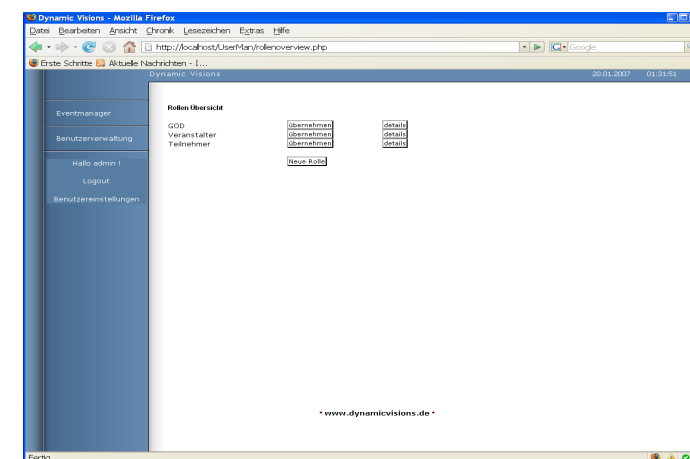 Dynamic Visions - Mozilla Firefox
Datei Bearbeiten Ansicht Chronik Lesezeichen Extras Hilfe
http://localhost/UserMan/rollenoverview.php
Google
Erste Schritte Aktuelle Nachrichten - I...
Dynamic Visions 20.01.2007 01:31:51
Eventmanager
Benutzerverwaltung
Hallo admin !
Logout
Benutzereinstellungen
Rollen Übersicht
GOD übernehmen details
Veranstalter übernehmen details
Teilnehmer übernehmen details
Neue Rolle
* www.dynamicvisions.de *
Fertig